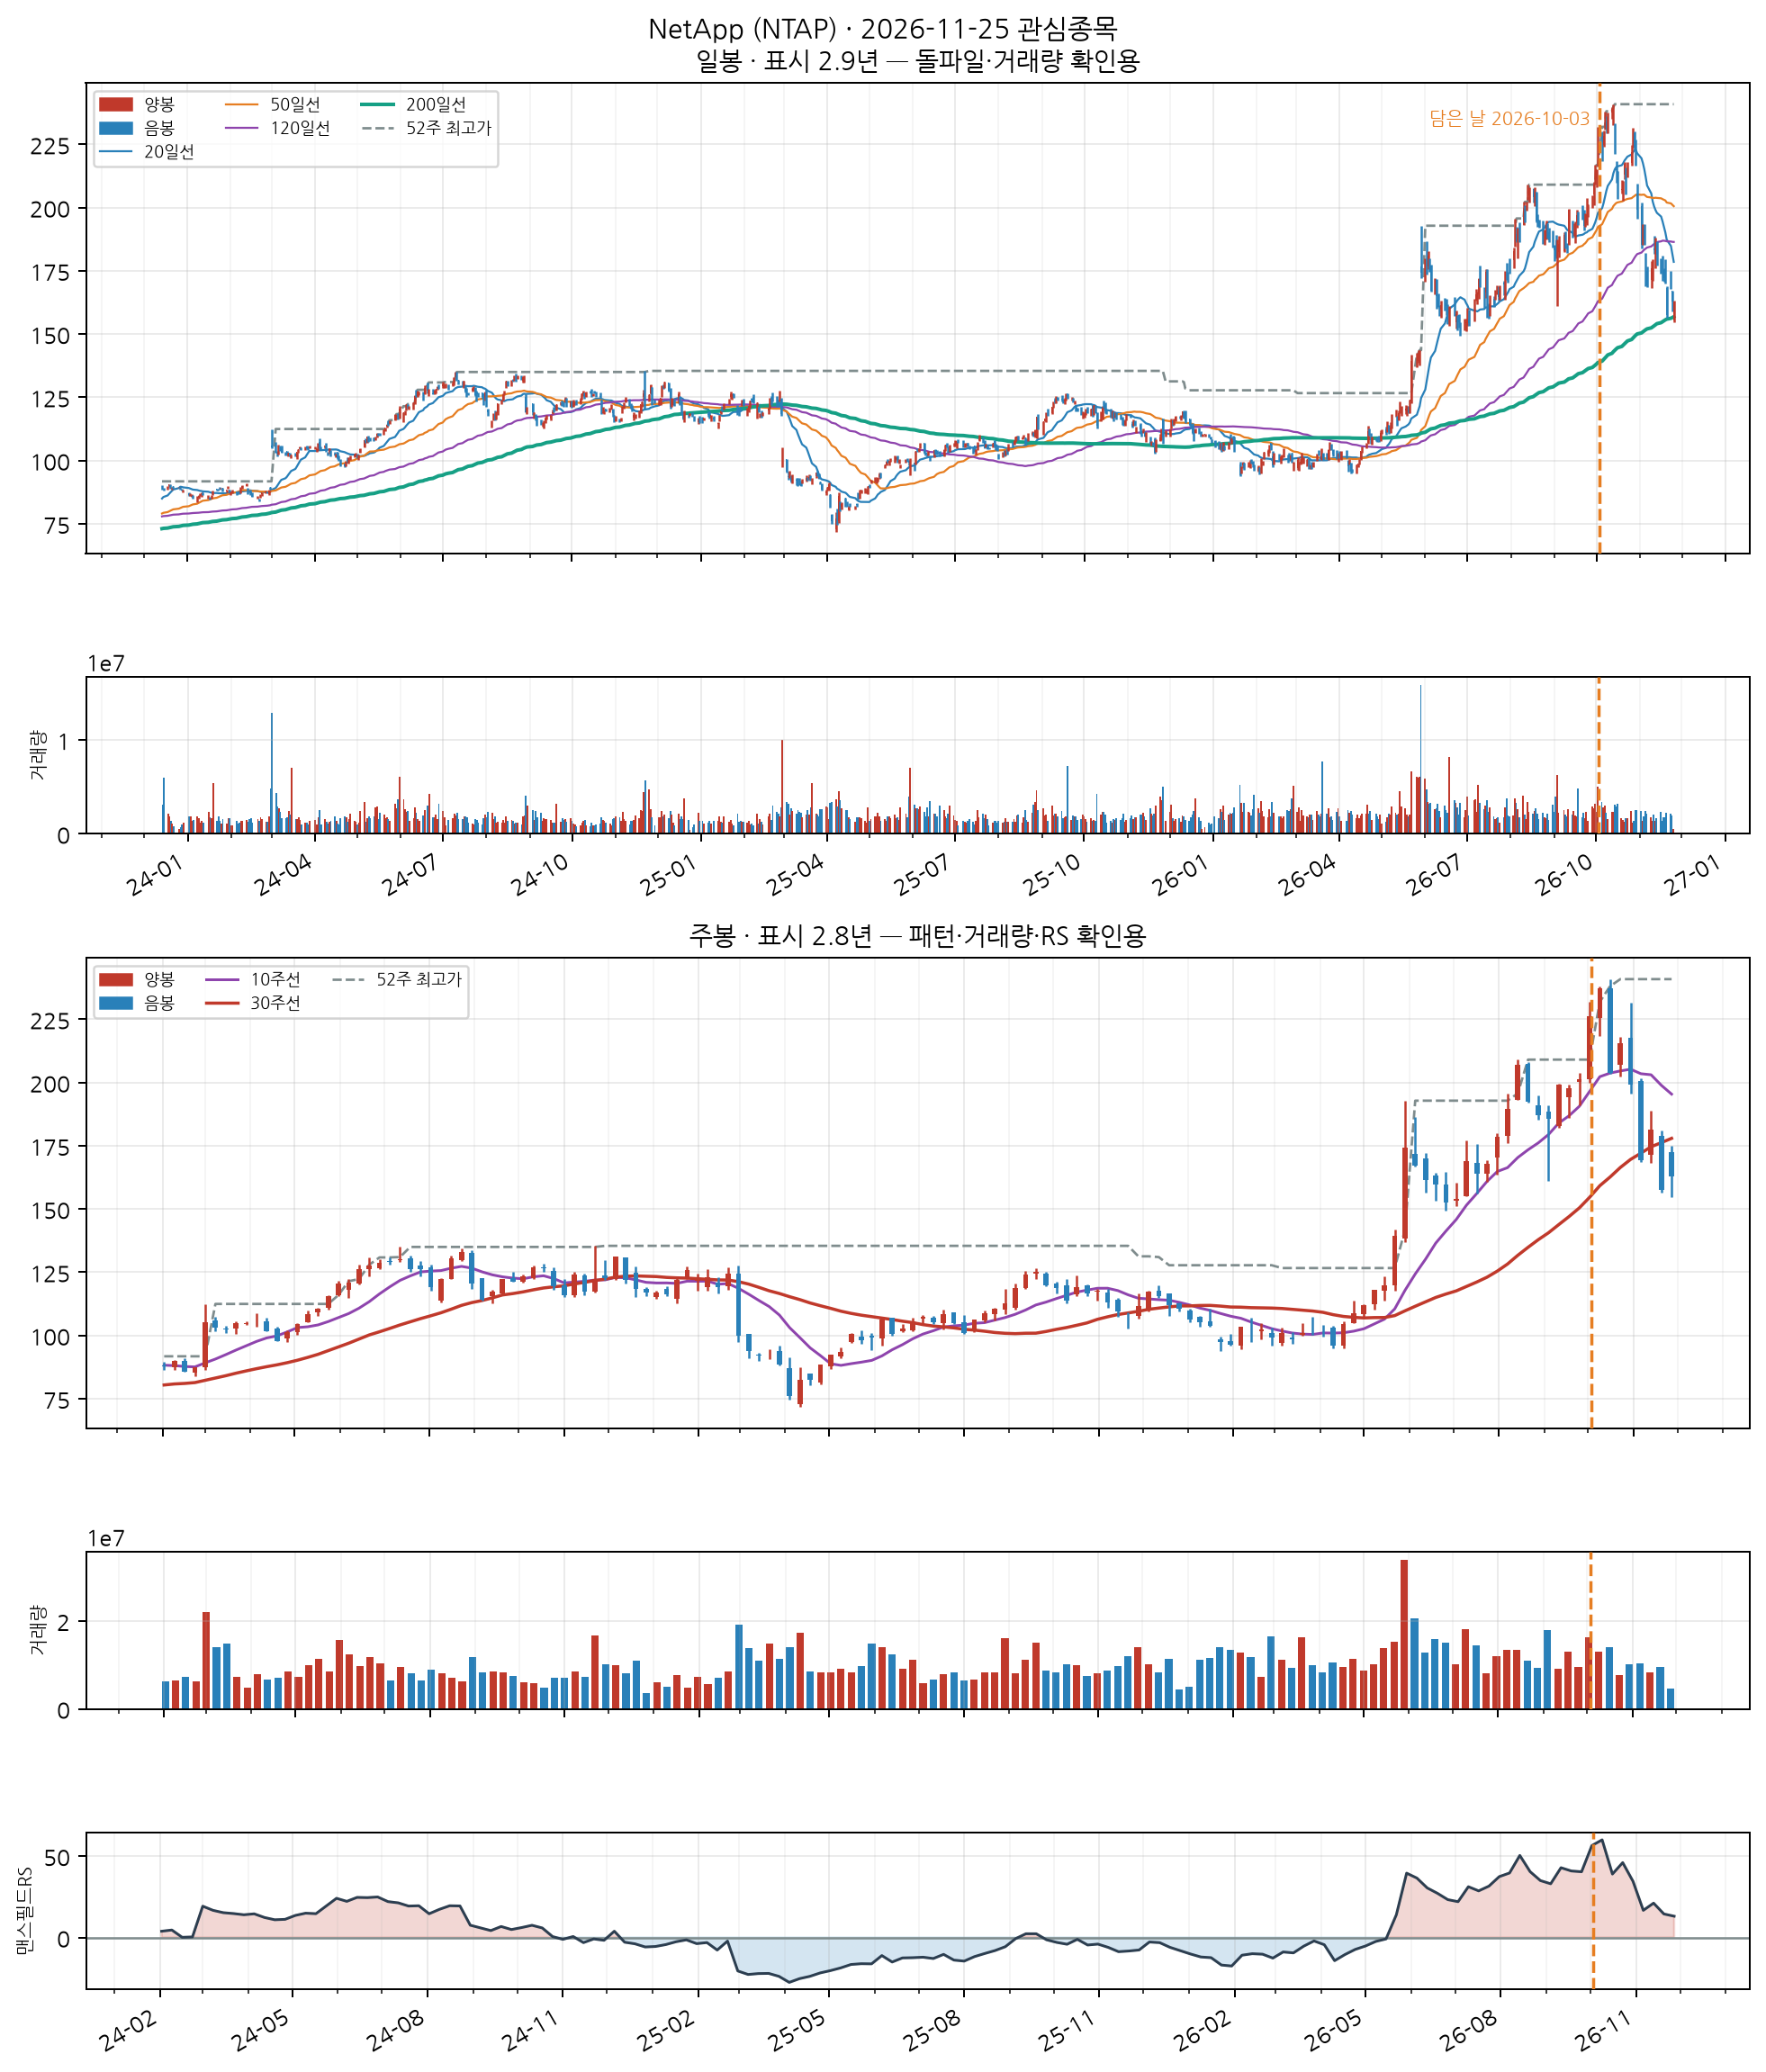 NetApp (NTAP) · 2026-11-25 관심종목
일봉 · 표시 2.9년 — 돌파일·거래량 확인용
양봉
음봉
20일선
50일선
120일선
200일선
52주 최고가
담은 날 2026-10-03
225
200
175
150
125
100
75
1e7
거래량
1
0
24-01
24-04
24-07
24-10
25-01
25-04
25-07
25-10
26-01
26-04
26-07
26-10
27-01
주봉 · 표시 2.8년 — 패턴·거래량·RS 확인용
양봉
음봉
10주선
30주선
52주 최고가
225
200
175
150
125
100
75
1e7
거래량
2
0
맨스필드RS
50
0
24-02
24-05
24-08
24-11
25-02
25-05
25-08
25-11
26-02
26-05
26-08
26-11